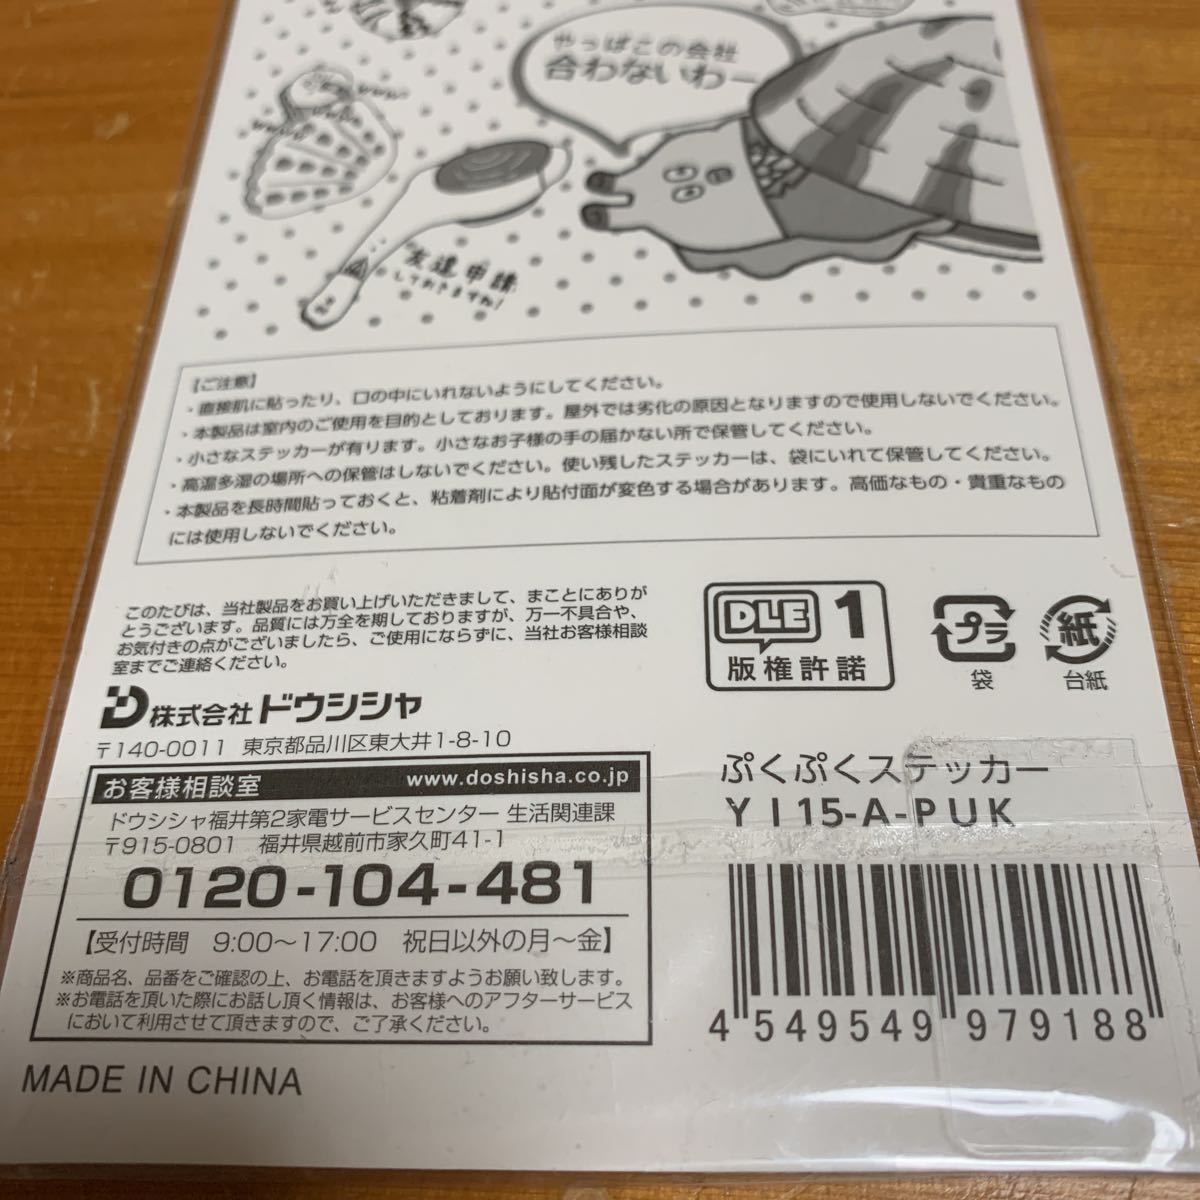 やっぱこの会社
合わないわー
友達申請
しておきますね!
【ご注意】
・直接肌に貼ったり、口の中にいれないようにしてください。
・本製品は室内のご使用を目的としております。屋外では劣化の原因となりますので使用しないでください。
・小さなステッカーが有ります。小さなお子様の手の届かない所で保管してください。
・高温多湿の場所への保管はしないでください。使い残したステッカーは、袋にいれて保管してください。
・本製品を長時間貼っておくと、粘着剤により貼付面が変色する場合があります。高価なもの・貴重なもの
には使用しないでください。
このたびは、当社製品をお買い上げいただきまして、まことにありが
とうございます。品質には万全を期しておりますが、万一不具合や、
お気付きの点がございましたら、ご使用にならずに、当社お客様相談
室までご連絡ください。
株式会社ドウシシャ
〒140-0011 東京都品川区東大井1-8-10
お客様相談室 www.doshisha.co.jp
ドウシシャ福井第2家電サービスセンター 生活関連課
〒915-0801 福井県越前市家久町41-1
0120-104-481
【受付時間 9:00〜17:00 祝日以外の月〜金】
※商品名、品番をご確認の上、お電話を頂きますようお願い致します。
※お電話を頂いた際にお話し頂く情報は、お客様へのアフターサービス
において利用させて頂きますので、ご了承ください。
MADE IN CHINA
DLE 1
版権許諾
プラ
袋
紙
台紙
ぷくぷくステッカー
YI15-A-PUK
4 549549 979188